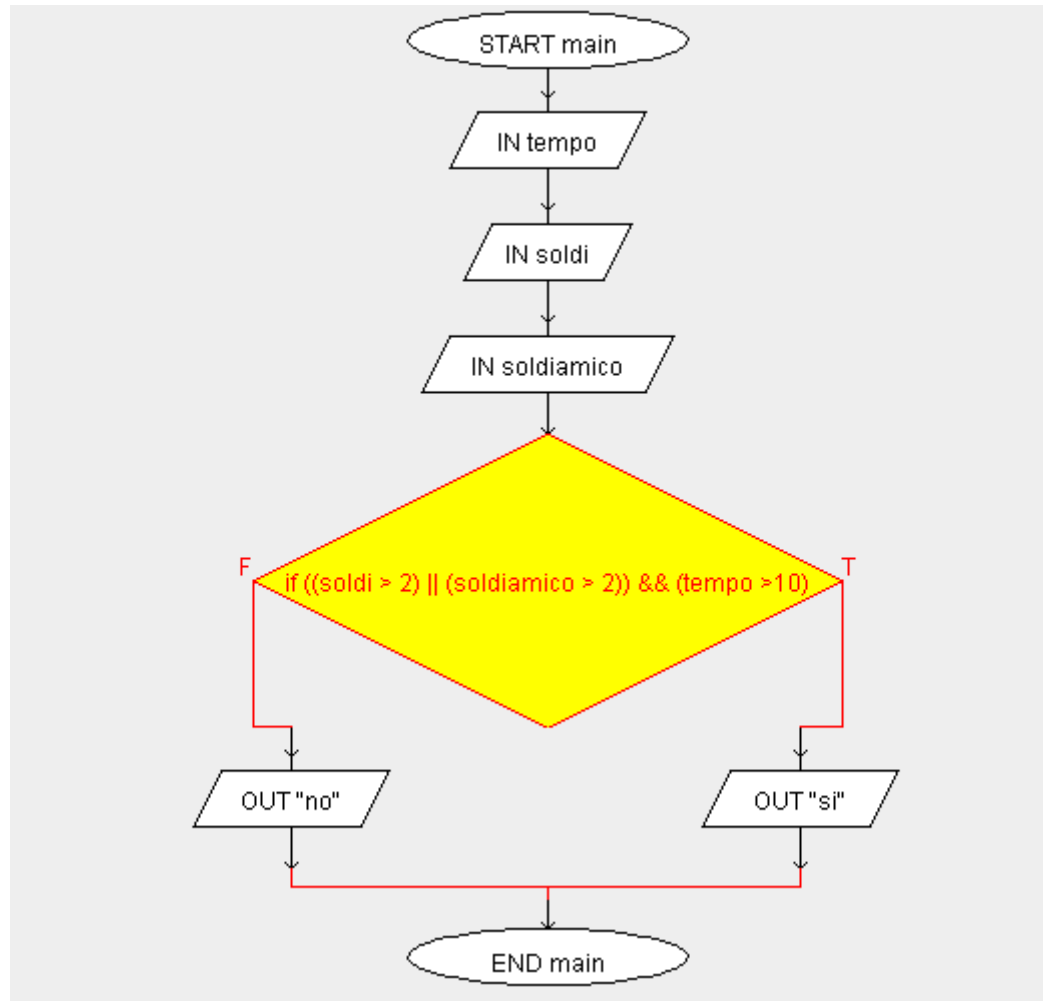 START main
IN tempo
IN soldi
IN soldiamico
F
T
if ((soldi > 2) || (soldiamico > 2)) && (tempo >10)
OUT "no"
OUT "si"
END main